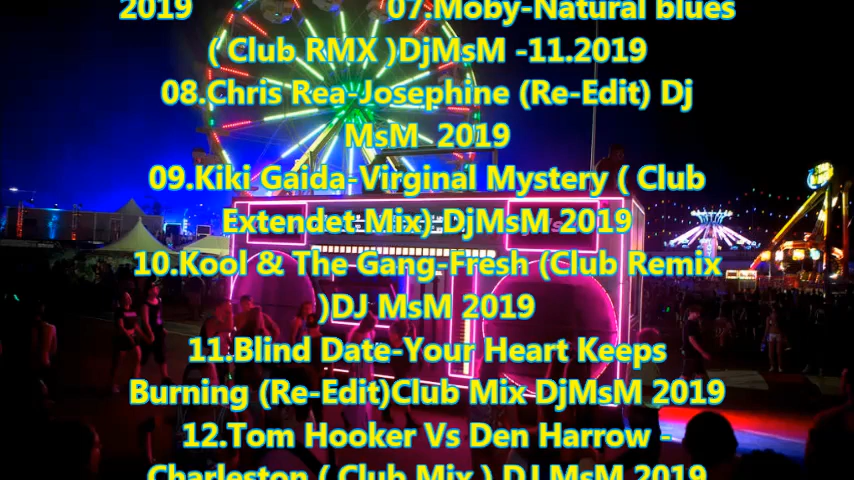 2019 07.Moby-Natural blues
( Club RMX )DjMsM -11.2019
08.Chris Rea-Josephine (Re-Edit) Dj
MsM 2019
09.Kiki Gaida-Virginal Mystery ( Club
Extendet Mix) DjMsM 2019
10.Kool & The Gang-Fresh (Club Remix
)DJ MsM 2019
11.Blind Date-Your Heart Keeps
Burning (Re-Edit)Club Mix DjMsM 2019
12.Tom Hooker Vs Den Harrow -
Charleston ( Club Mix ) DJ MsM 2019